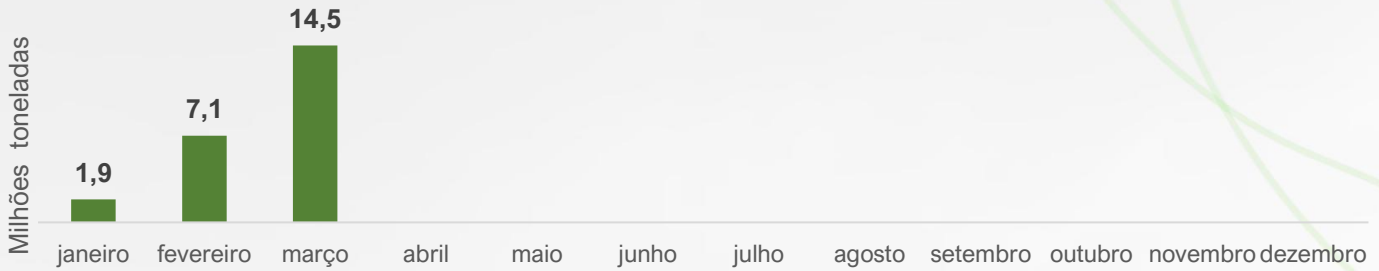 14,5
7,1
1,9
Milhões toneladas
janeiro fevereiro março abril maio junho julho agosto setembro outubro novembro dezembro